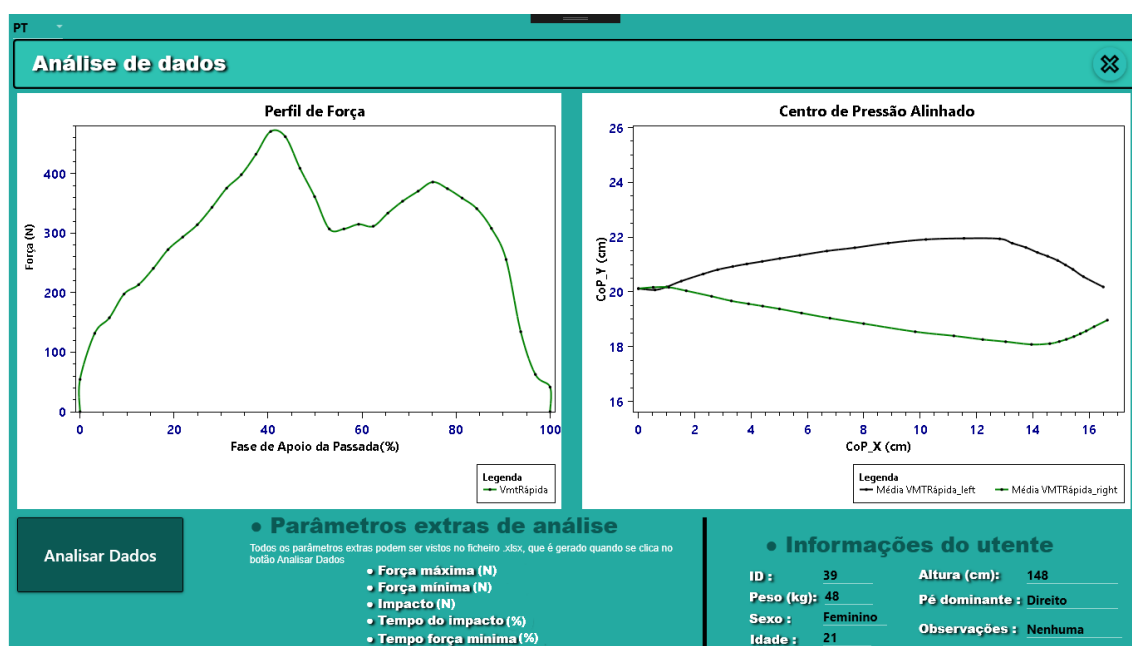 PT
Análise de dados
Perfil de Força
Força (N)
400
300
200
100
0
0 20 40 60 80 100
Fase de Apoio da Passada(%)
Legenda
VmtRápida
Centro de Pressão Alinhado
CoP_Y (cm)
26
24
22
20
18
16
0 2 4 6 8 10 12 14 16
CoP_X (cm)
Legenda
Média VMTRápida_left Média VMTRápida_right
Analisar Dados
● Parâmetros extras de análise
Todos os parâmetros extras podem ser vistos no ficheiro .xlsx, que é gerado quando se clica no
botão Analisar Dados
● Força máxima (N)
● Força mínima (N)
● Impacto (N)
● Tempo do impacto (%)
● Tempo força minima (%)
● Informações do utente
ID : 39 Altura (cm): 148
Peso (kg): 48 Pé dominante : Direito
Sexo : Feminino
Observações : Nenhuma
Idade : 21